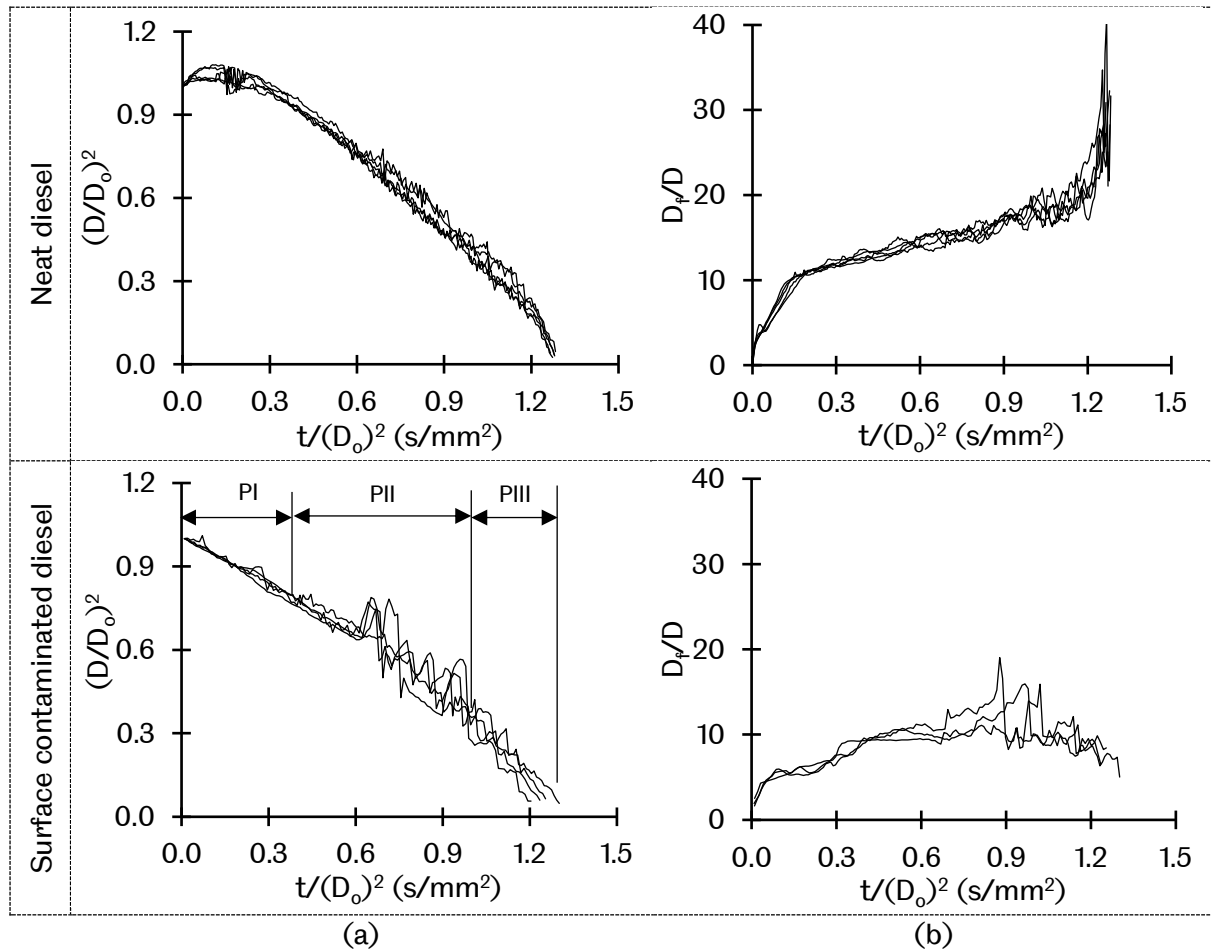 Neat diesel
1.2
0.9
0.6
0.3
0.0
(D/Dₒ)²
0.0 0.3 0.6 0.9 1.2 1.5
t/(Dₒ)² (s/mm²)
40
30
20
10
0
D_f/D
0.0 0.3 0.6 0.9 1.2 1.5
t/(Dₒ)² (s/mm²)
Surface contaminated diesel
1.2
0.9
0.6
0.3
0.0
(D/Dₒ)²
PI PII PIII
0.0 0.3 0.6 0.9 1.2 1.5
t/(Dₒ)² (s/mm²)
40
30
20
10
0
D_f/D
0.0 0.3 0.6 0.9 1.2 1.5
t/(Dₒ)² (s/mm²)
(a) (b)